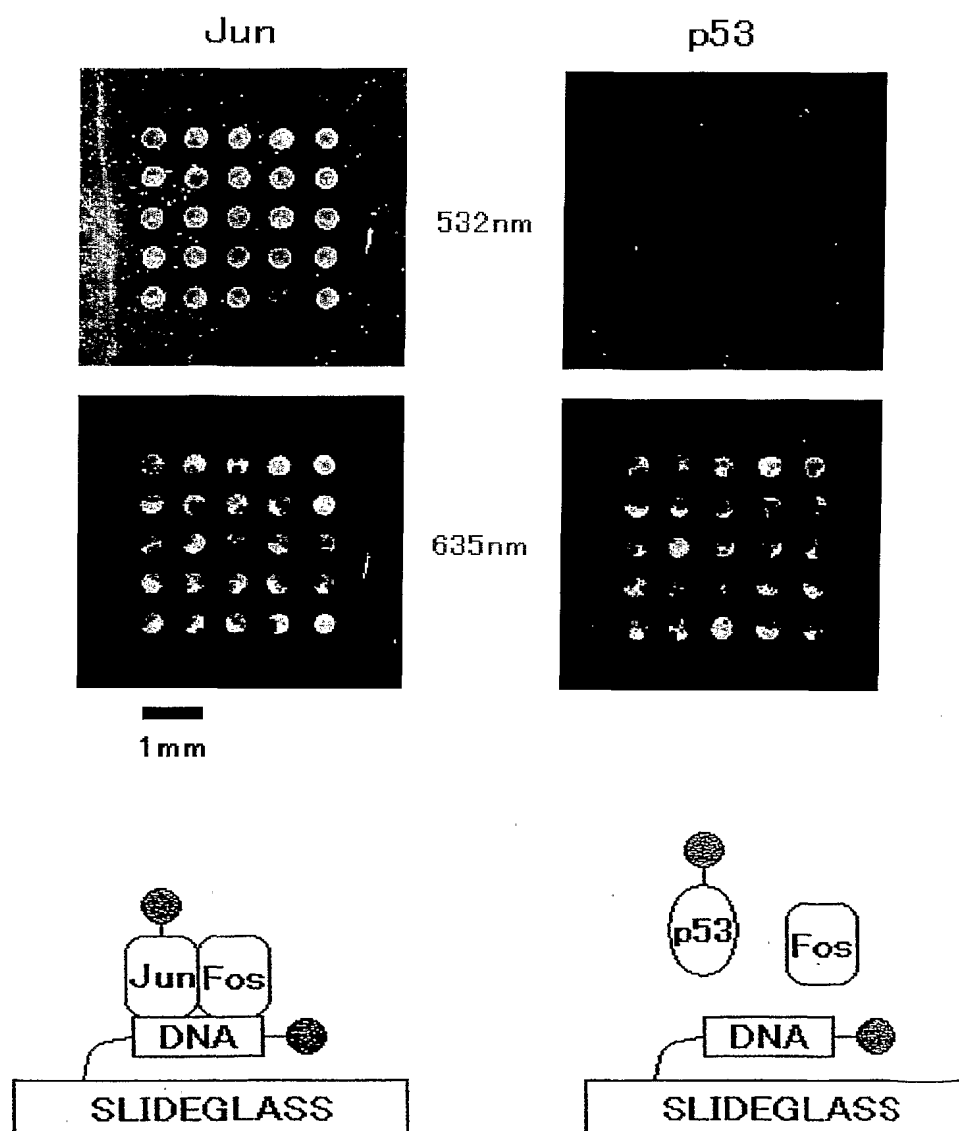 Jun
p53
532nm
635nm
1mm
Jun
Fos
DNA
SLIDEGLASS
p53
Fos
DNA
SLIDEGLASS